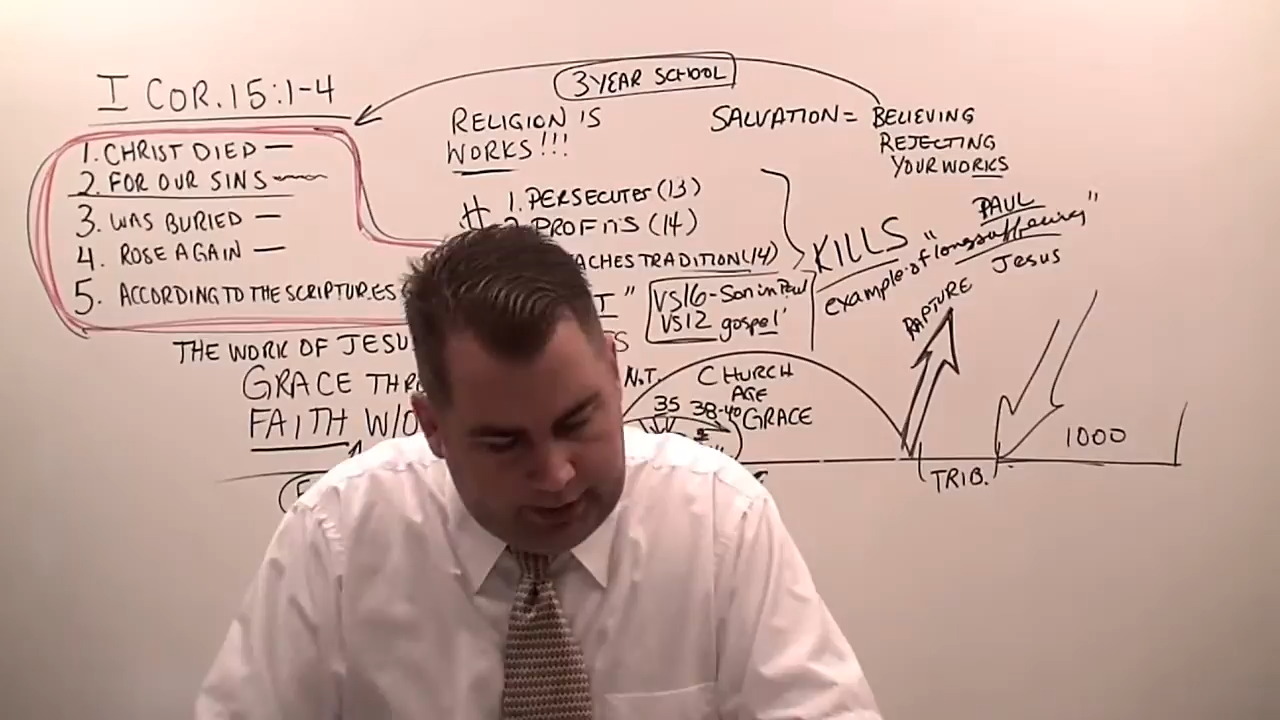 3 YEAR SCHOOL
I COR. 15:1-4
1. CHRIST DIED —
2. FOR OUR SINS
3. WAS BURIED —
4. ROSE AGAIN —
5. ACCORDING TO THE SCRIPTURES
THE WORK OF JESU
GRACE THR
FAITH W/O
RELIGION IS
WORKS!!!
1. PERSECUTER (13)
PROFITS (14)
ACHES TRADITION (14)
VS16-Son in Paul
VS12 gospel'
SALVATION = BELIEVING
REJECTING
YOUR WORKS
KILLS
PAUL
example of "longsuffering"
Jesus
RAPTURE
N.T.
CHURCH
AGE
35 38-40 GRACE
TRIB.
1000